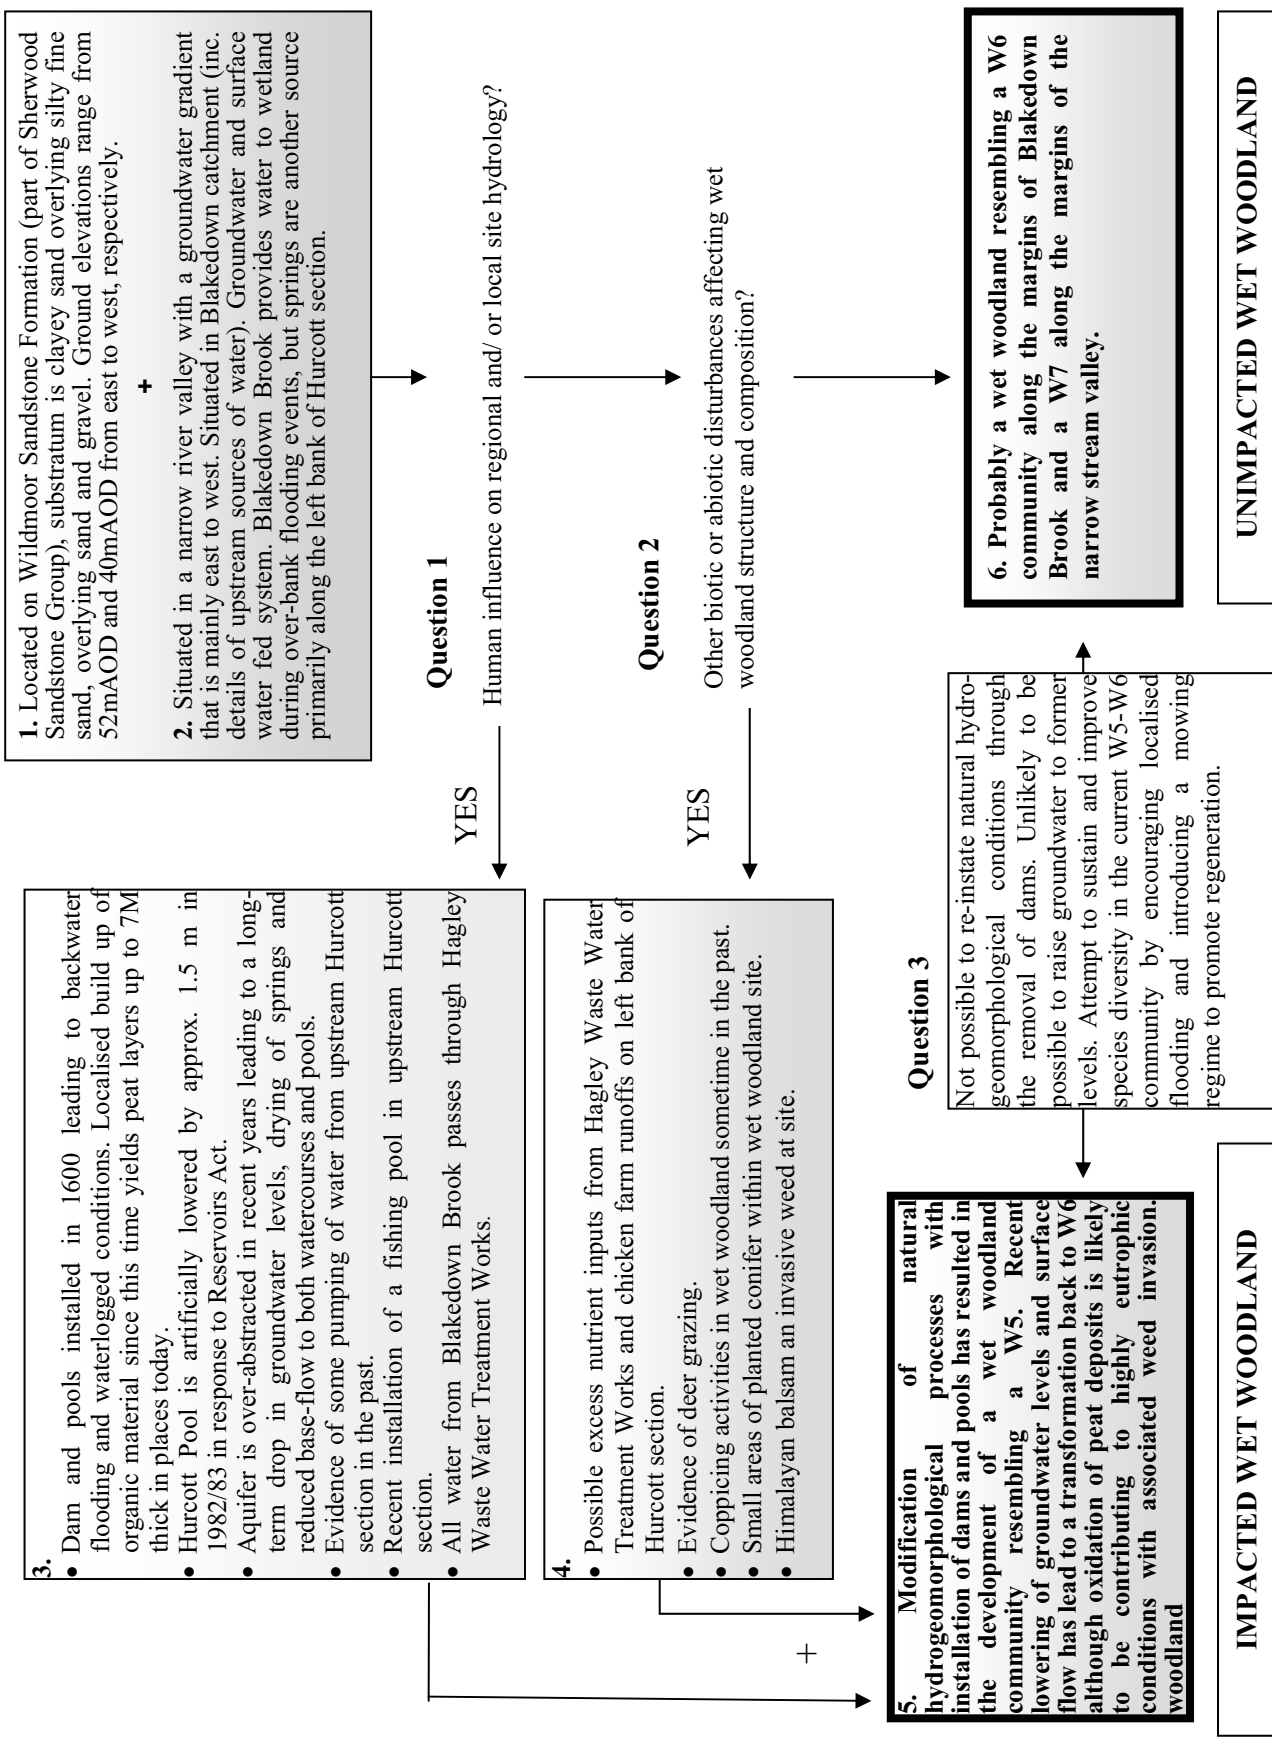 1. Located on Wildmoor Sandstone Formation (part of Sherwood
Sandstone Group), substratum is clayey sand overlying silty fine
sand, overlying sand and gravel. Ground elevations range from
52mAOD and 40mAOD from east to west, respectively.
+
2. Situated in a narrow river valley with a groundwater gradient
that is mainly east to west. Situated in Blakedown catchment (inc.
details of upstream sources of water). Groundwater and surface
water fed system. Blakedown Brook provides water to wetland
during over-bank flooding events, but springs are another source
primarily along the left bank of Hurcott section.
Question 1
Human influence on regional and/ or local site hydrology?
YES
3.
• Dam and pools installed in 1600 leading to backwater
flooding and waterlogged conditions. Localised build up of
organic material since this time yields peat layers up to 7M
thick in places today.
• Hurcott Pool is artificially lowered by approx. 1.5 m in
1982/83 in response to Reservoirs Act.
• Aquifer is over-abstracted in recent years leading to a long-
term drop in groundwater levels, drying of springs and
reduced base-flow to both watercourses and pools.
• Evidence of some pumping of water from upstream Hurcott
section in the past.
• Recent installation of a fishing pool in upstream Hurcott
section.
• All water from Blakedown Brook passes through Hagley
Waste Water Treatment Works.
Question 2
Other biotic or abiotic disturbances affecting wet
woodland structure and composition?
YES
4.
• Possible excess nutrient inputs from Hagley Waste Water
Treatment Works and chicken farm runoffs on left bank of
Hurcott section.
• Evidence of deer grazing.
• Coppicing activities in wet woodland sometime in the past.
• Small areas of planted conifer within wet woodland site.
• Himalayan balsam an invasive weed at site.
+
5. Modification of natural
hydrogeomorphological processes with
installation of dams and pools has resulted in
the development of a wet woodland
community resembling a W5. Recent
lowering of groundwater levels and surface
flow has lead to a transformation back to W6
although oxidation of peat deposits is likely
to be contributing to highly eutrophic
conditions with associated weed invasion.
woodland
Question 3
Not possible to re-instate natural hydro-
geomorphological conditions through
the removal of dams. Unlikely to be
possible to raise groundwater to former
levels. Attempt to sustain and improve
species diversity in the current W5-W6
community by encouraging localised
flooding and introducing a mowing
regime to promote regeneration.
6. Probably a wet woodland resembling a W6
community along the margins of Blakedown
Brook and a W7 along the margins of the
narrow stream valley.
IMPACTED WET WOODLAND
UNIMPACTED WET WOODLAND